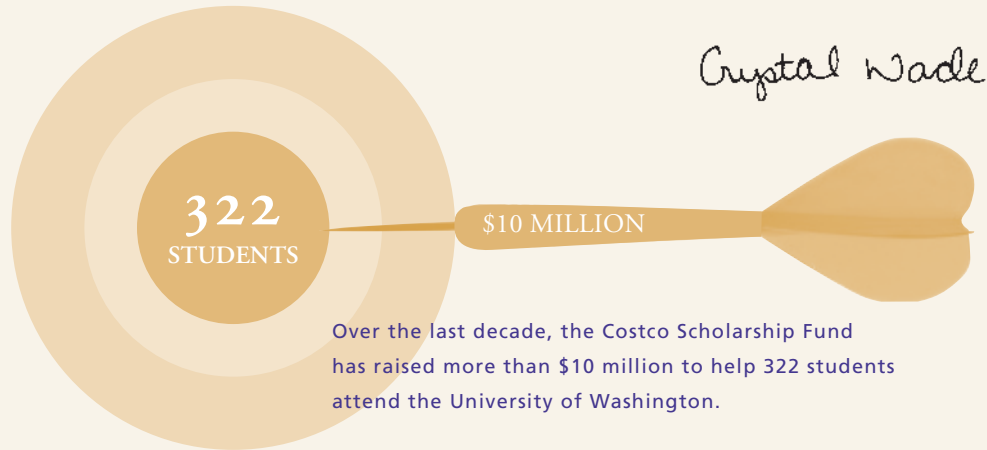 Crystal Wade
322
STUDENTS
$10 MILLION
Over the last decade, the Costco Scholarship Fund
has raised more than $10 million to help 322 students
attend the University of Washington.